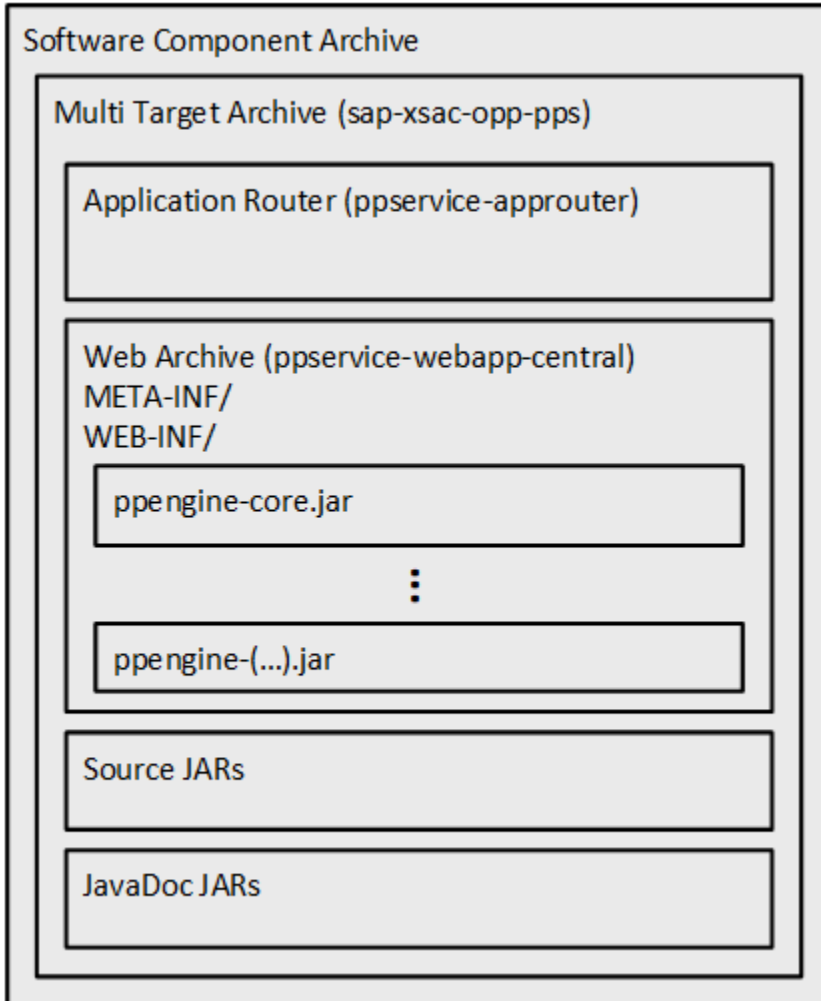 Software Component Archive
Multi Target Archive (sap-xsac-opp-pps)
Application Router (ppservice-approuter)
Web Archive (ppservice-webapp-central)
META-INF/
WEB-INF/
ppengine-core.jar
⋮
ppengine-(...).jar
Source JARs
JavaDoc JARs